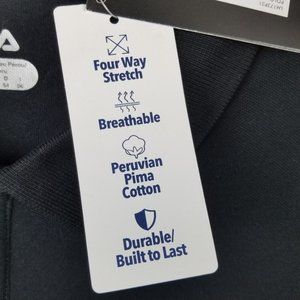 Four Way
Stretch
Breathable
Peruvian
Pima
Cotton
Durable/
Built to Last